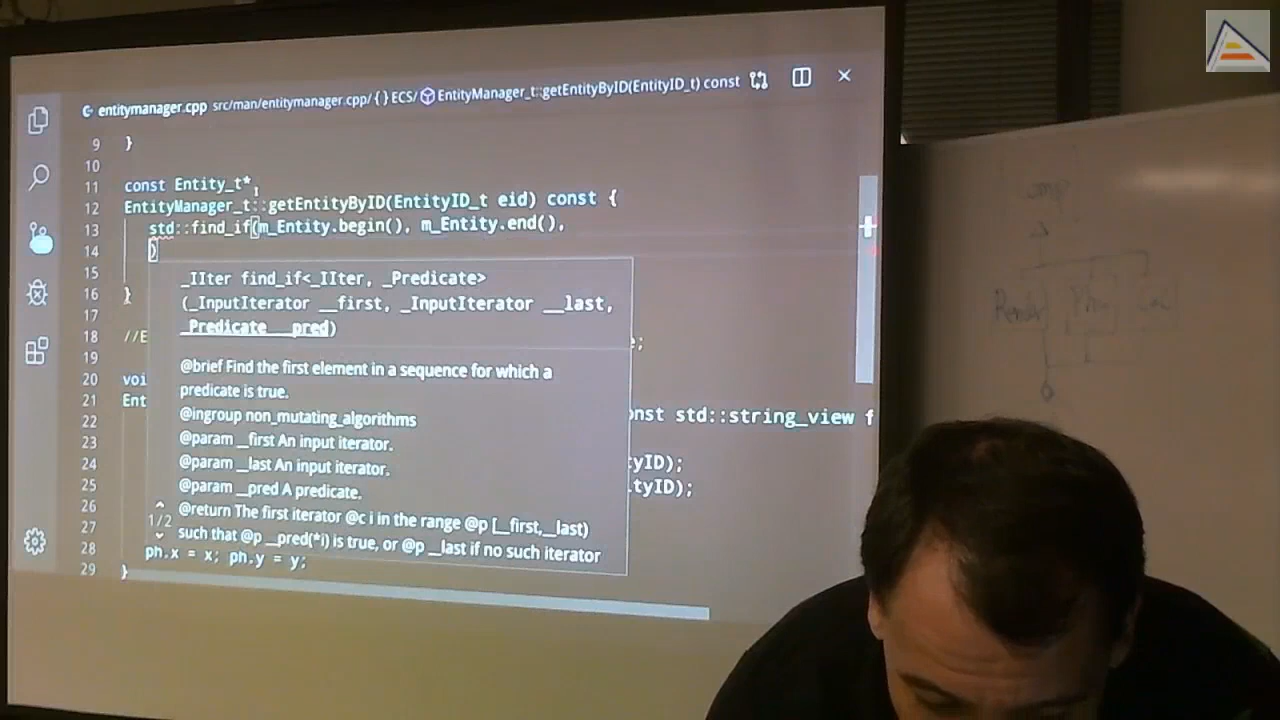 entitymanager.cpp src/man/entitymanager.cpp/ { } ECS/ EntityManager_t::getEntityByID(EntityID_t) const
9 }
10
11 const Entity_t*
12 EntityManager_t::getEntityByID(EntityID_t eid) const {
13 std::find_if(m_Entity.begin(), m_Entity.end(),
14 )
15
16 }
17
18 //E
19
20 voi
21 Ent
22
23
24
25
26
27
28 ph.x = x; ph.y = y;
29 }
_IIter find_if<_IIter, _Predicate>
(_InputIterator __first, _InputIterator __last,
_Predicate __pred)
@brief Find the first element in a sequence for which a
predicate is true.
@ingroup non_mutating_algorithms
@param __first An input iterator.
@param __last An input iterator.
@param __pred A predicate.
@return The first iterator @c i in the range @p [__first,__last)
1/2
such that @p __pred(*i) is true, or @p __last if no such iterator
e;
onst std::string_view f
tyID);
tyID);
Render